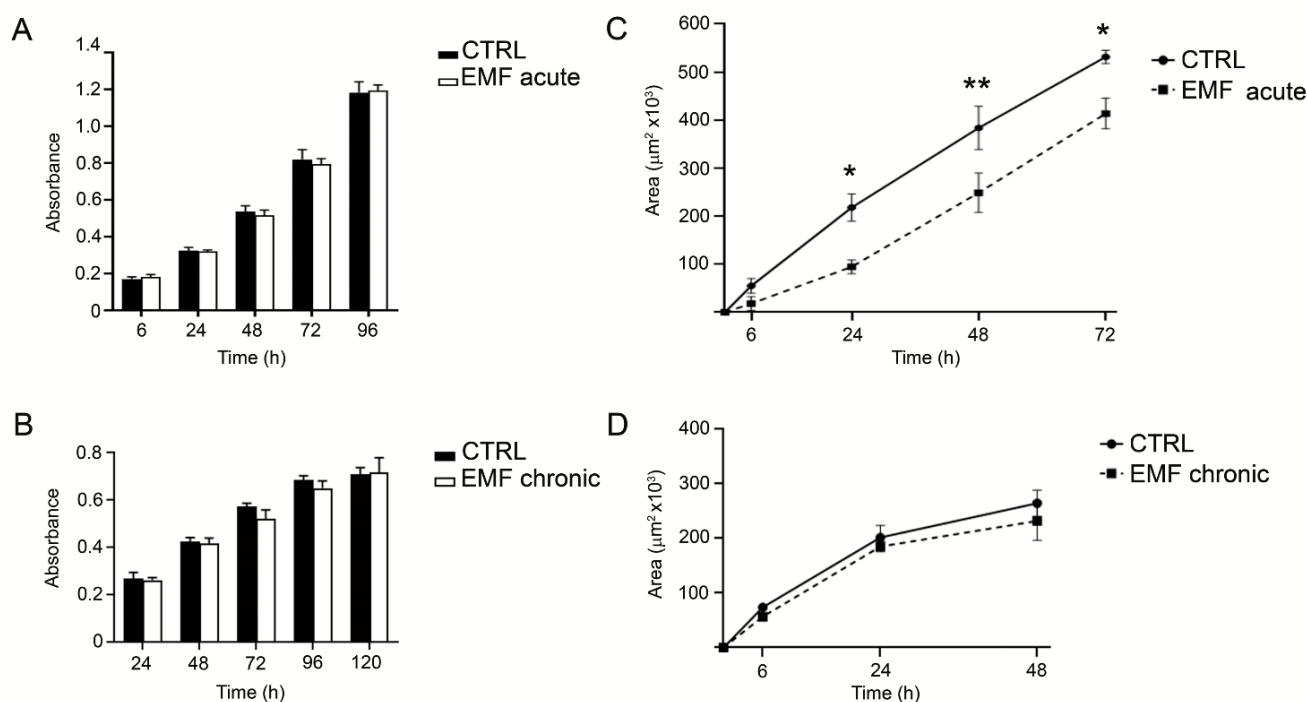 A
1.4
1.2
1.0
0.8
0.6
0.4
0.2
0
Absorbance
6 24 48 72 96
Time (h)
CTRL
EMF acute
C
600
500
400
300
200
100
Area (μm² x10³)
* ** *
6 24 48 72
Time (h)
CTRL
EMF acute
B
0.8
0.6
0.4
0.2
0
Absorbance
24 48 72 96 120
Time (h)
CTRL
EMF chronic
D
400
300
200
100
Area (μm² x10³)
6 24 48
Time (h)
CTRL
EMF chronic